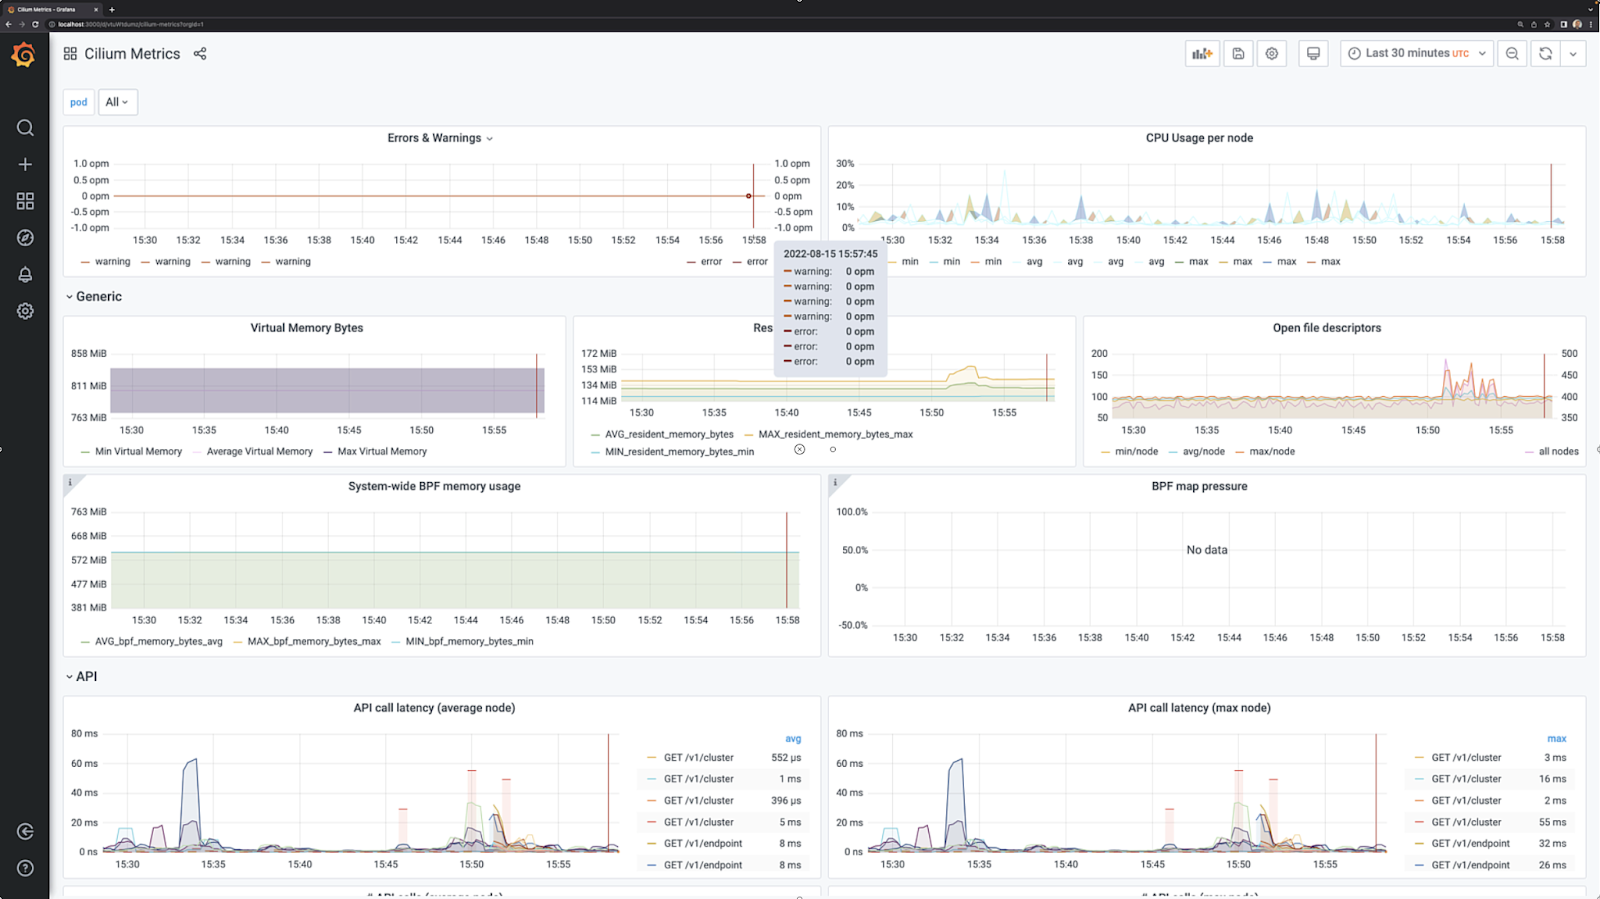 Cilium Metrics - Grafana
localhost:3000/d/vtuWtdumz/cilium-metrics?orgId=1
Cilium Metrics
Last 30 minutes UTC
pod All
Errors & Warnings
1.0 opm 1.0 opm
0.5 opm 0.5 opm
0 opm 0 opm
-0.5 opm -0.5 opm
-1.0 opm -1.0 opm
15:30 15:32 15:34 15:36 15:38 15:40 15:42 15:44 15:46 15:48 15:50 15:52 15:54 15:56 15:58
warning warning warning warning error error
CPU Usage per node
30%
20%
10%
0%
15:30 15:32 15:34 15:36 15:38 15:40 15:42 15:44 15:46 15:48 15:50 15:52 15:54 15:56 15:58
min min min avg avg avg avg max max max max
2022-08-15 15:57:45
warning: 0 opm
warning: 0 opm
warning: 0 opm
warning: 0 opm
error: 0 opm
error: 0 opm
error: 0 opm
Generic
Virtual Memory Bytes
858 MiB
811 MiB
763 MiB
15:30 15:35 15:40 15:45 15:50 15:55
Min Virtual Memory Average Virtual Memory Max Virtual Memory
Res
172 MiB
153 MiB
134 MiB
114 MiB
15:30 15:35 15:40 15:45 15:50 15:55
AVG_resident_memory_bytes MAX_resident_memory_bytes_max
MIN_resident_memory_bytes_min
Open file descriptors
200 500
150 450
100 400
50 350
15:30 15:35 15:40 15:45 15:50 15:55
min/node avg/node max/node all nodes
System-wide BPF memory usage
763 MiB
668 MiB
572 MiB
477 MiB
381 MiB
15:30 15:32 15:34 15:36 15:38 15:40 15:42 15:44 15:46 15:48 15:50 15:52 15:54 15:56 15:58
AVG_bpf_memory_bytes_avg MAX_bpf_memory_bytes_max MIN_bpf_memory_bytes_min
BPF map pressure
100.0%
50.0%
No data
0%
-50.0%
15:30 15:32 15:34 15:36 15:38 15:40 15:42 15:44 15:46 15:48 15:50 15:52 15:54 15:56 15:58
API
API call latency (average node)
80 ms
60 ms
40 ms
20 ms
0 ns
15:30 15:35 15:40 15:45 15:50 15:55
avg
GET /v1/cluster 552 µs
GET /v1/cluster 1 ms
GET /v1/cluster 396 µs
GET /v1/cluster 5 ms
GET /v1/endpoint 8 ms
GET /v1/endpoint 8 ms
API call latency (max node)
80 ms
60 ms
40 ms
20 ms
0 ns
15:30 15:35 15:40 15:45 15:50 15:55
max
GET /v1/cluster 3 ms
GET /v1/cluster 16 ms
GET /v1/cluster 2 ms
GET /v1/cluster 55 ms
GET /v1/endpoint 32 ms
GET /v1/endpoint 26 ms
# API calls (average node)
# API calls (max node)